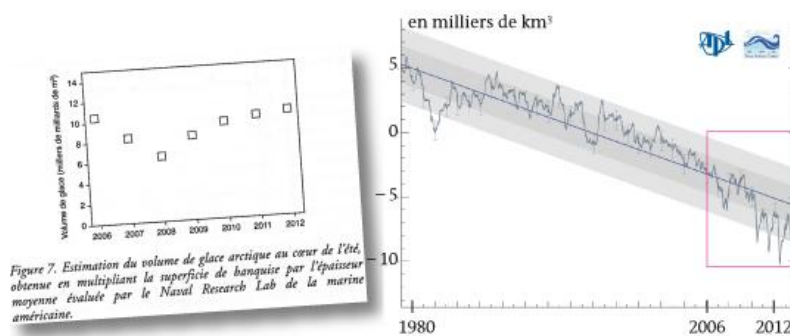 Volume de glace (milliers de milliards de m³)
14
12
10
8
6
4
2
0
2006 2007 2008 2009 2010 2011 2012
Figure 7. Estimation du volume de glace arctique au cœur de l'été,
obtenue en multipliant la superficie de banquise par l'épaisseur
moyenne évaluée par le Naval Research Lab de la marine
américaine.
en milliers de km³
5
0
-5
-10
1980 2006 2012